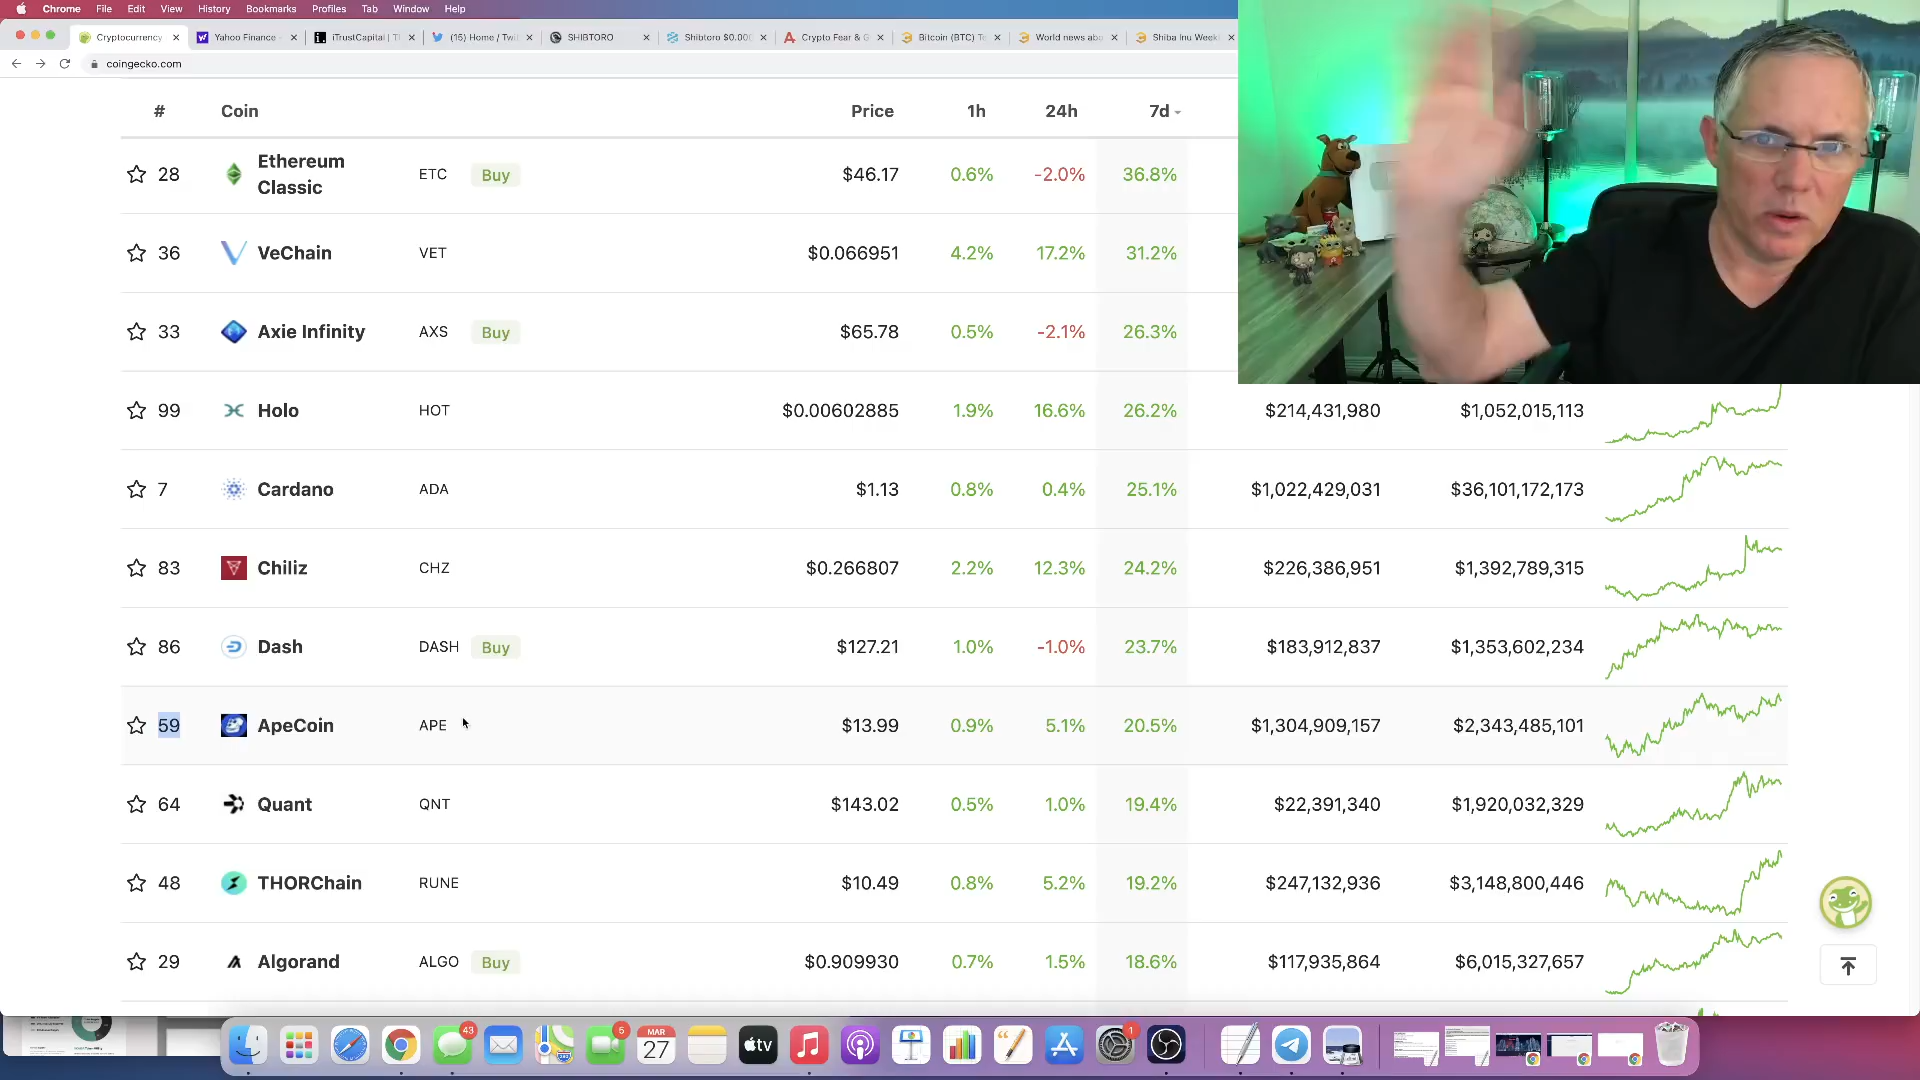 Chrome File Edit View History Bookmarks Profiles Tab Window Help
Cryptocurrency Yahoo Finance iTrustCapital (15) Home / Twi SHIBTORO Shibtoro $0.00 Crypto Fear & G Bitcoin (BTC) Te World news abo Shiba Inu Week
coingecko.com
# Coin Price 1h 24h 7d
28 Ethereum Classic ETC Buy $46.17 0.6% -2.0% 36.8%
36 VeChain VET $0.066951 4.2% 17.2% 31.2%
33 Axie Infinity AXS Buy $65.78 0.5% -2.1% 26.3%
99 Holo HOT $0.00602885 1.9% 16.6% 26.2% $214,431,980 $1,052,015,113
7 Cardano ADA $1.13 0.8% 0.4% 25.1% $1,022,429,031 $36,101,172,173
83 Chiliz CHZ $0.266807 2.2% 12.3% 24.2% $226,386,951 $1,392,789,315
86 Dash DASH Buy $127.21 1.0% -1.0% 23.7% $183,912,837 $1,353,602,234
59 ApeCoin APE $13.99 0.9% 5.1% 20.5% $1,304,909,157 $2,343,485,101
64 Quant QNT $143.02 0.5% 1.0% 19.4% $22,391,340 $1,920,032,329
48 THORChain RUNE $10.49 0.8% 5.2% 19.2% $247,132,936 $3,148,800,446
29 Algorand ALGO Buy $0.909930 0.7% 1.5% 18.6% $117,935,864 $6,015,327,657
43 5 MAR 27 tv 1